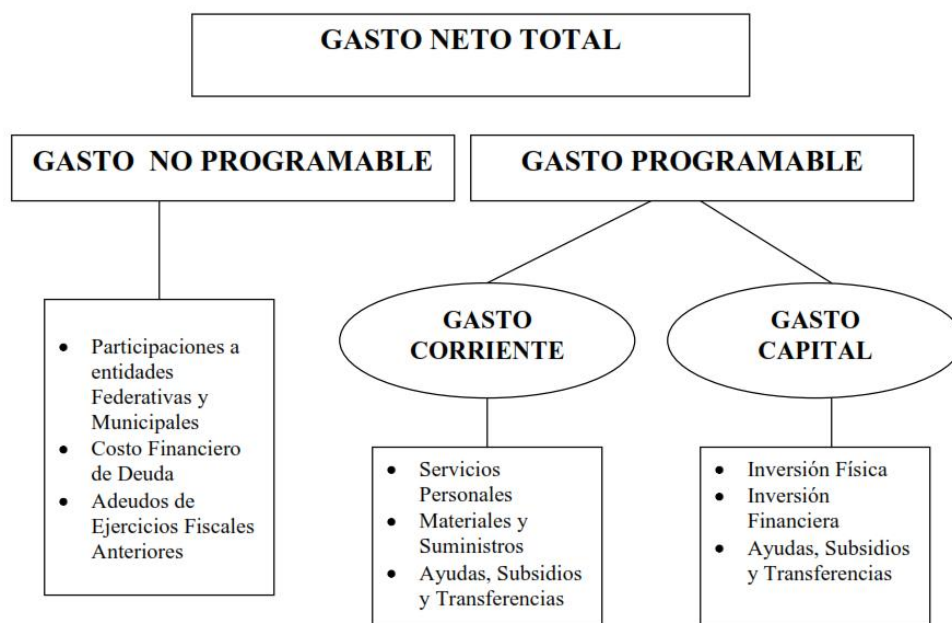 GASTO NETO TOTAL
GASTO NO PROGRAMABLE
GASTO PROGRAMABLE
• Participaciones a
entidades
Federativas y
Municipales
• Costo Financiero
de Deuda
• Adeudos de
Ejercicios Fiscales
Anteriores
GASTO
CORRIENTE
• Servicios
Personales
• Materiales y
Suministros
• Ayudas, Subsidios
y Transferencias
GASTO
CAPITAL
• Inversión Física
• Inversión
Financiera
• Ayudas, Subsidios
y Transferencias